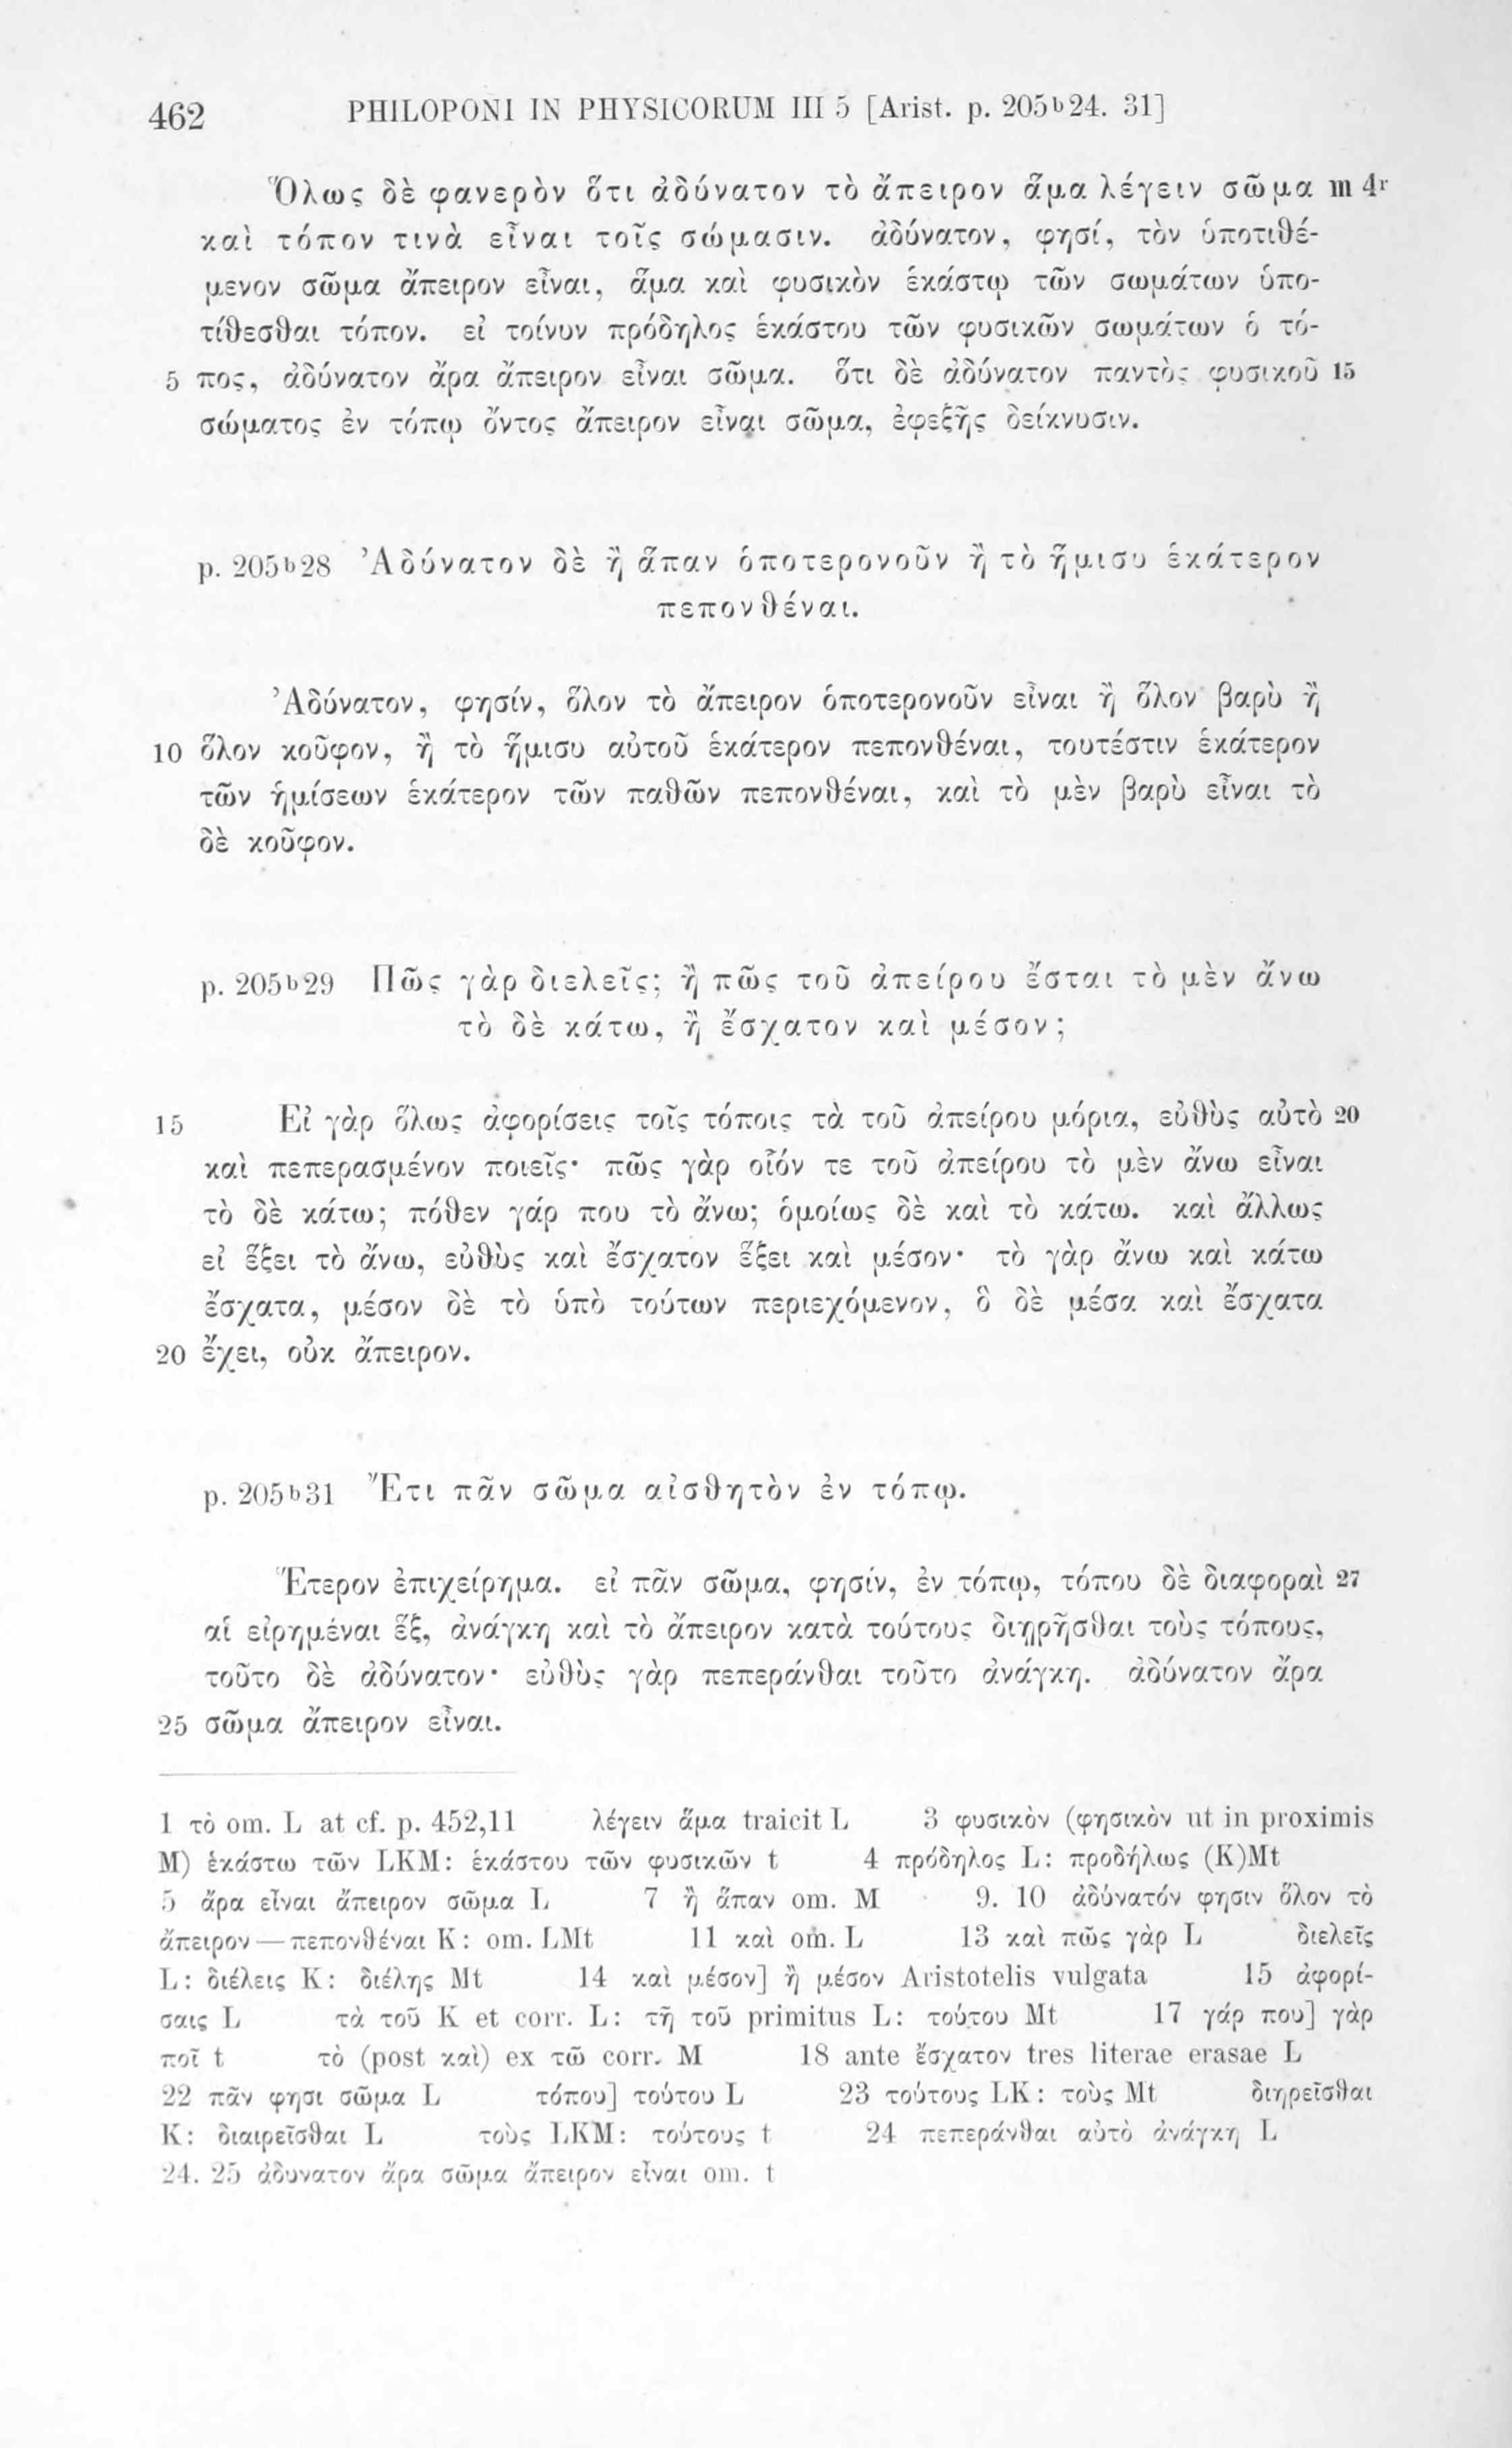 462 PHILOPONI IN PHYSICORUM III 5 [Arist. p. 205ᵇ24. 31]
Ὅλως δὲ φανερὸν ὅτι ἀδύνατον τὸ ἄπειρον ἅμα λέγειν σῶμα m 4ʳ
καὶ τόπον τινὰ εἶναι τοῖς σώμασιν. ἀδύνατον, φησί, τὸν ὑποτιθέ-
μενον σῶμα ἄπειρον εἶναι, ἅμα καὶ φυσικὸν ἑκάστῳ τῶν σωμάτων ὑπο-
τίθεσθαι τόπον. εἰ τοίνυν πρόδηλος ἑκάστου τῶν φυσικῶν σωμάτων ὁ τό-
5 πος, ἀδύνατον ἄρα ἄπειρον εἶναι σῶμα. ὅτι δὲ ἀδύνατον παντὸς φυσικοῦ 15
σώματος ἐν τόπῳ ὄντος ἄπειρον εἶναι σῶμα, ἐφεξῆς δείκνυσιν.
p. 205ᵇ28 Ἀδύνατον δὲ ἢ ἅπαν ὁποτερονοῦν ἢ τὸ ἥμισυ ἑκάτερον
πεπονθέναι.
Ἀδύνατον, φησίν, ὅλον τὸ ἄπειρον ὁποτερονοῦν εἶναι ἢ ὅλον βαρὺ ἢ
10 ὅλον κοῦφον, ἢ τὸ ἥμισυ αὐτοῦ ἑκάτερον πεπονθέναι, τουτέστιν ἑκάτερον
τῶν ἡμίσεων ἑκάτερον τῶν παθῶν πεπονθέναι, καὶ τὸ μὲν βαρὺ εἶναι τὸ
δὲ κοῦφον.
p. 205ᵇ29 Πῶς γὰρ διελεῖς; ἢ πῶς τοῦ ἀπείρου ἔσται τὸ μὲν ἄνω
τὸ δὲ κάτω, ἢ ἔσχατον καὶ μέσον;
15 Εἰ γὰρ ὅλως ἀφορίσεις τοῖς τόποις τὰ τοῦ ἀπείρου μόρια, εὐθὺς αὐτὸ 20
καὶ πεπερασμένον ποιεῖς· πῶς γὰρ οἷόν τε τοῦ ἀπείρου τὸ μὲν ἄνω εἶναι
τὸ δὲ κάτω; πόθεν γάρ που τὸ ἄνω; ὁμοίως δὲ καὶ τὸ κάτω. καὶ ἄλλως
εἰ ἕξει τὸ ἄνω, εὐθὺς καὶ ἔσχατον ἕξει καὶ μέσον· τὸ γὰρ ἄνω καὶ κάτω
ἔσχατα, μέσον δὲ τὸ ὑπὸ τούτων περιεχόμενον, ὃ δὲ μέσα καὶ ἔσχατα
20 ἔχει, οὐκ ἄπειρον.
p. 205ᵇ31 Ἔτι πᾶν σῶμα αἰσθητὸν ἐν τόπῳ.
Ἕτερον ἐπιχείρημα. εἰ πᾶν σῶμα, φησίν, ἐν τόπῳ, τόπου δὲ διαφοραὶ 27
αἱ εἰρημέναι ἕξ, ἀνάγκη καὶ τὸ ἄπειρον κατὰ τούτους διῃρῆσθαι τοὺς τόπους,
τοῦτο δὲ ἀδύνατον· εὐθὺς γὰρ πεπεράνθαι τοῦτο ἀνάγκη. ἀδύνατον ἄρα
25 σῶμα ἄπειρον εἶναι.
1 τὸ om. L at cf. p. 452,11 λέγειν ἅμα traicit L 3 φυσικὸν (φησικὸν ut in proximis
M) ἑκάστω τῶν LKM: ἑκάστου τῶν φυσικῶν t 4 πρόδηλος L: προδήλως (K)Mt
5 ἄρα εἶναι ἄπειρον σῶμα L 7 ἢ ἅπαν om. M 9. 10 ἀδύνατόν φησιν ὅλον τὸ
ἄπειρον — πεπονθέναι K: om. LMt 11 καὶ om. L 13 καὶ πῶς γὰρ L διελεῖς
L: διέλεις K: διέλης Mt 14 καὶ μέσον] ἢ μέσον Aristotelis vulgata 15 ἀφορί-
σαις L τὰ τοῦ K et corr. L: τῆ τοῦ primitus L: τούτου Mt 17 γάρ που] γὰρ
ποῖ t τὸ (post καὶ) ex τῶ corr. M 18 ante ἔσχατον tres literae erasae L
22 πᾶν φησι σῶμα L τόπου] τούτου L 23 τούτους LK: τοὺς Mt διηρεῖσθαι
K: διαιρεῖσθαι L τοὺς LKM: τούτους t 24 πεπεράνθαι αὐτὸ ἀνάγκη L
24. 25 ἀδυνατον ἄρα σῶμα ἄπειρον εἶναι om. t